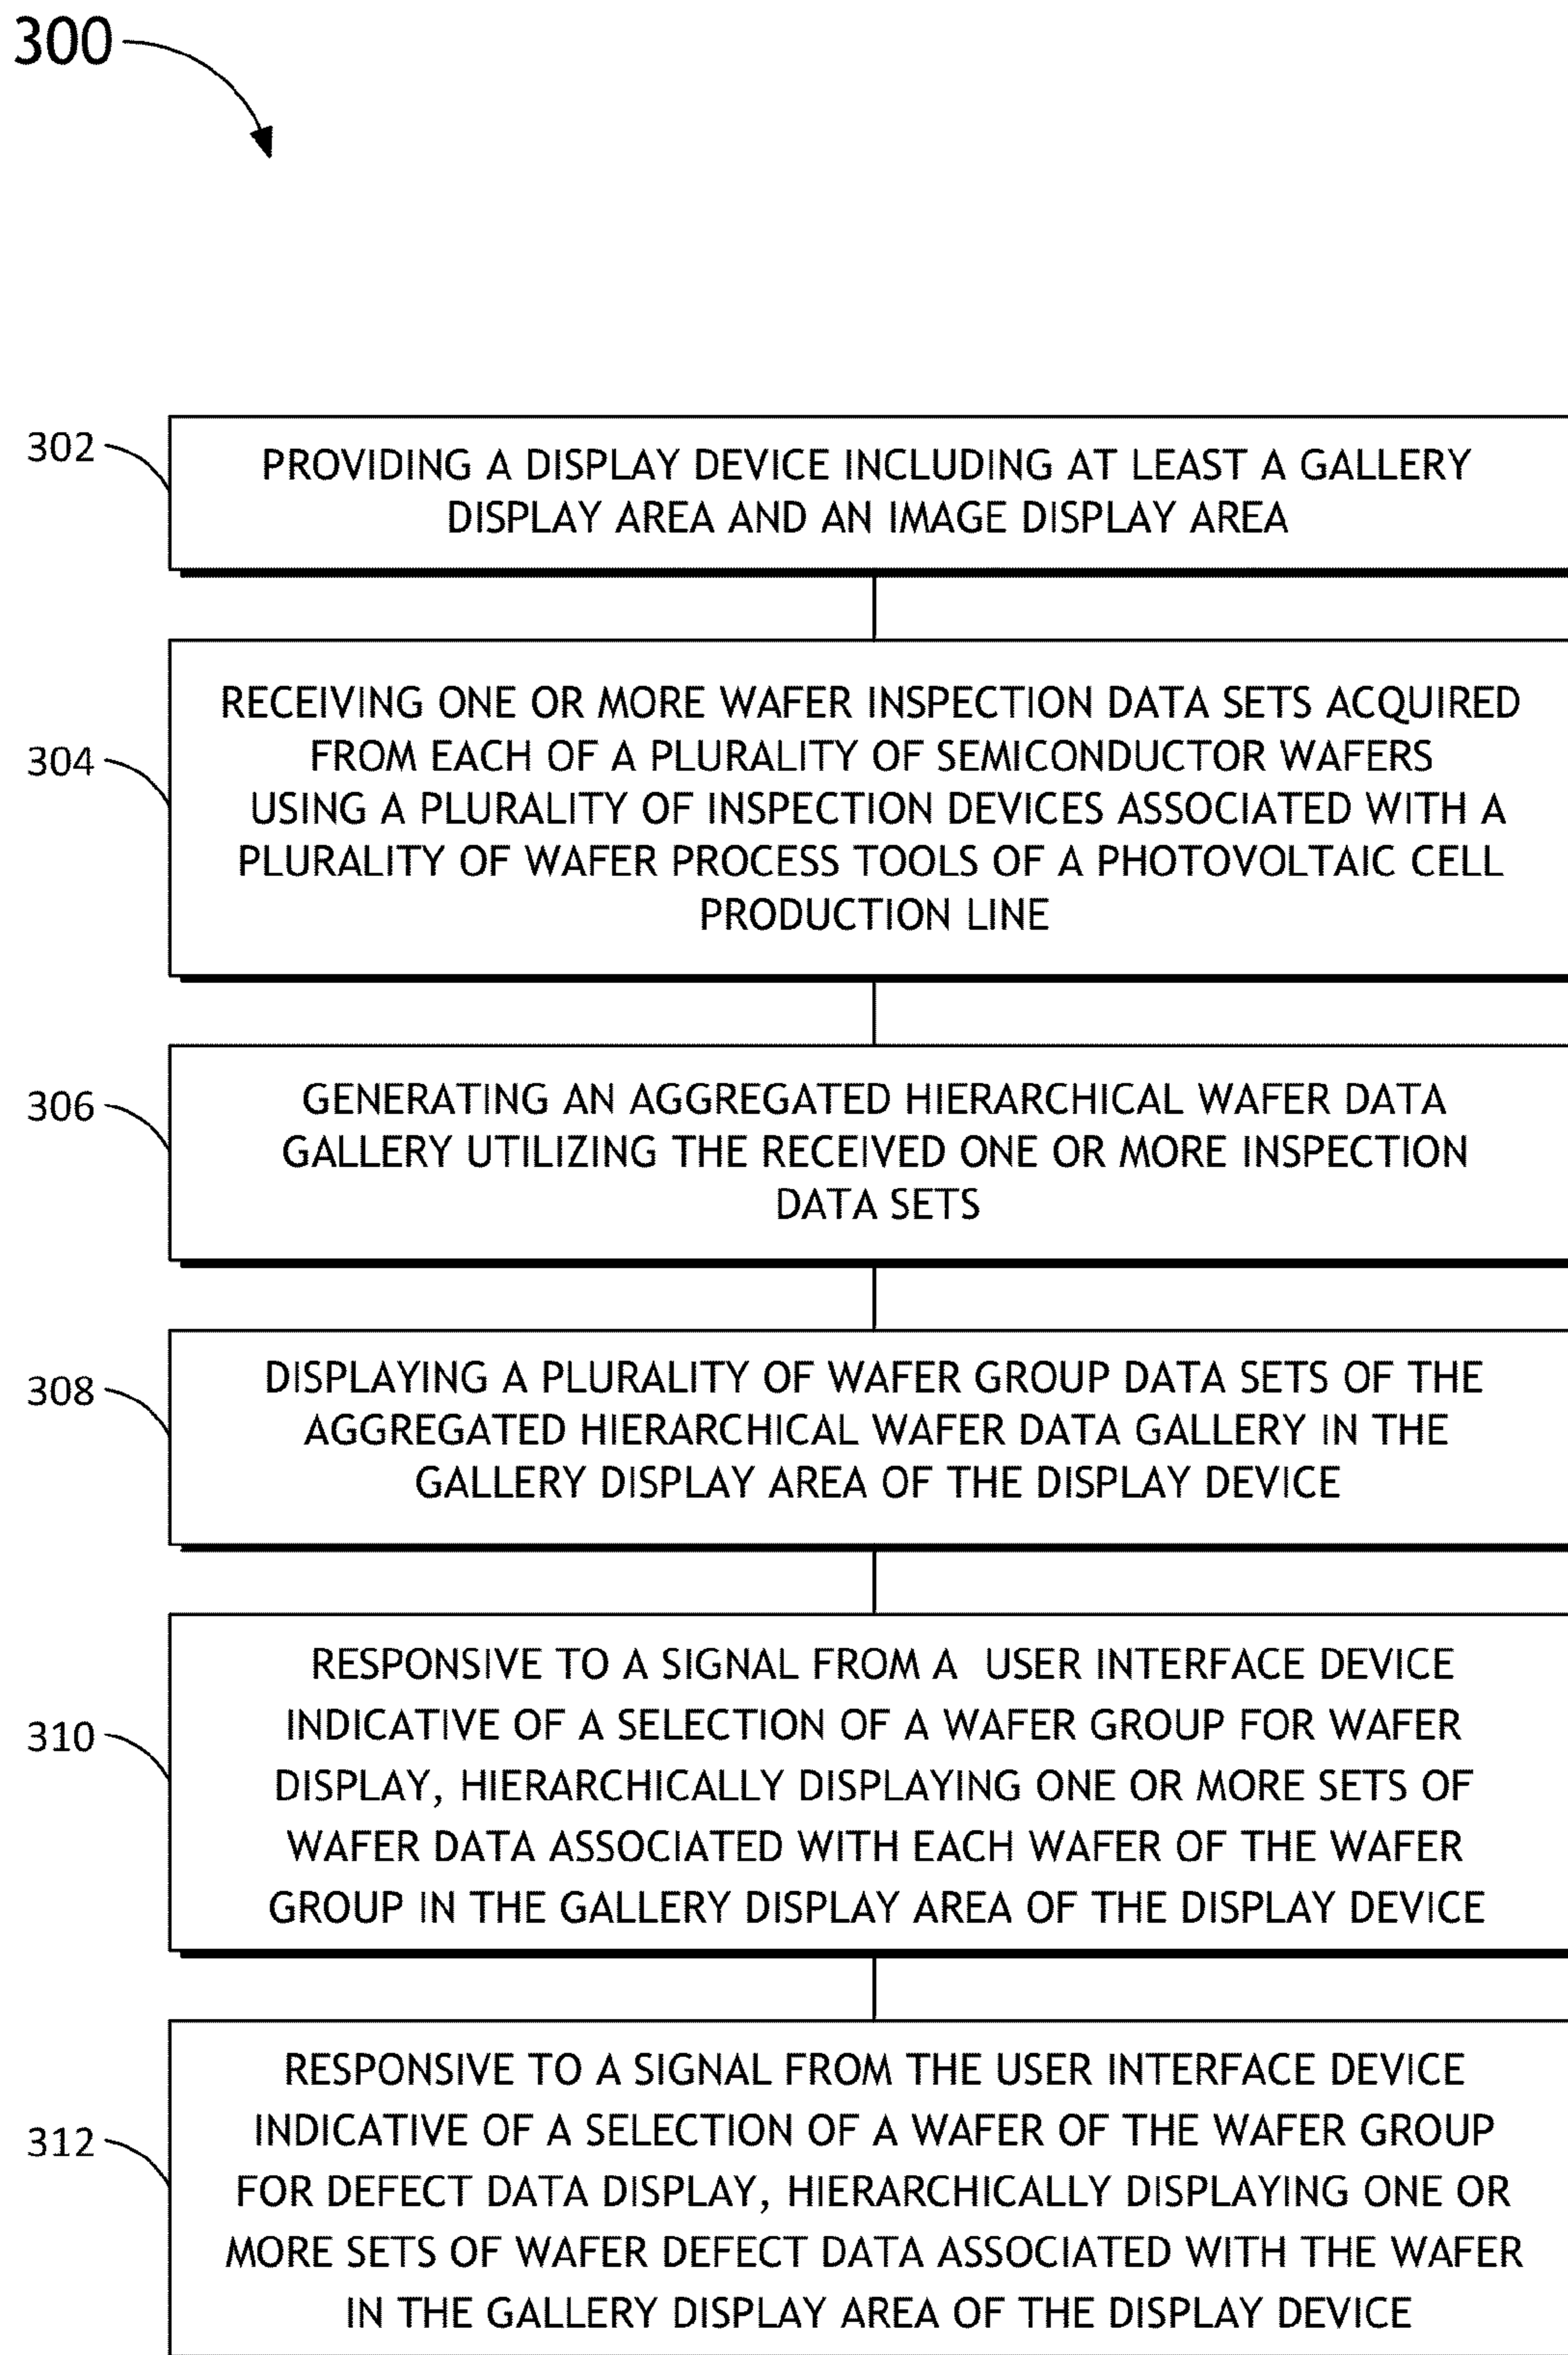 300
302
PROVIDING A DISPLAY DEVICE INCLUDING AT LEAST A GALLERY
DISPLAY AREA AND AN IMAGE DISPLAY AREA
304
RECEIVING ONE OR MORE WAFER INSPECTION DATA SETS ACQUIRED
FROM EACH OF A PLURALITY OF SEMICONDUCTOR WAFERS
USING A PLURALITY OF INSPECTION DEVICES ASSOCIATED WITH A
PLURALITY OF WAFER PROCESS TOOLS OF A PHOTOVOLTAIC CELL
PRODUCTION LINE
306
GENERATING AN AGGREGATED HIERARCHICAL WAFER DATA
GALLERY UTILIZING THE RECEIVED ONE OR MORE INSPECTION
DATA SETS
308
DISPLAYING A PLURALITY OF WAFER GROUP DATA SETS OF THE
AGGREGATED HIERARCHICAL WAFER DATA GALLERY IN THE
GALLERY DISPLAY AREA OF THE DISPLAY DEVICE
310
RESPONSIVE TO A SIGNAL FROM A USER INTERFACE DEVICE
INDICATIVE OF A SELECTION OF A WAFER GROUP FOR WAFER
DISPLAY, HIERARCHICALLY DISPLAYING ONE OR MORE SETS OF
WAFER DATA ASSOCIATED WITH EACH WAFER OF THE WAFER
GROUP IN THE GALLERY DISPLAY AREA OF THE DISPLAY DEVICE
312
RESPONSIVE TO A SIGNAL FROM THE USER INTERFACE DEVICE
INDICATIVE OF A SELECTION OF A WAFER OF THE WAFER GROUP
FOR DEFECT DATA DISPLAY, HIERARCHICALLY DISPLAYING ONE OR
MORE SETS OF WAFER DEFECT DATA ASSOCIATED WITH THE WAFER
IN THE GALLERY DISPLAY AREA OF THE DISPLAY DEVICE